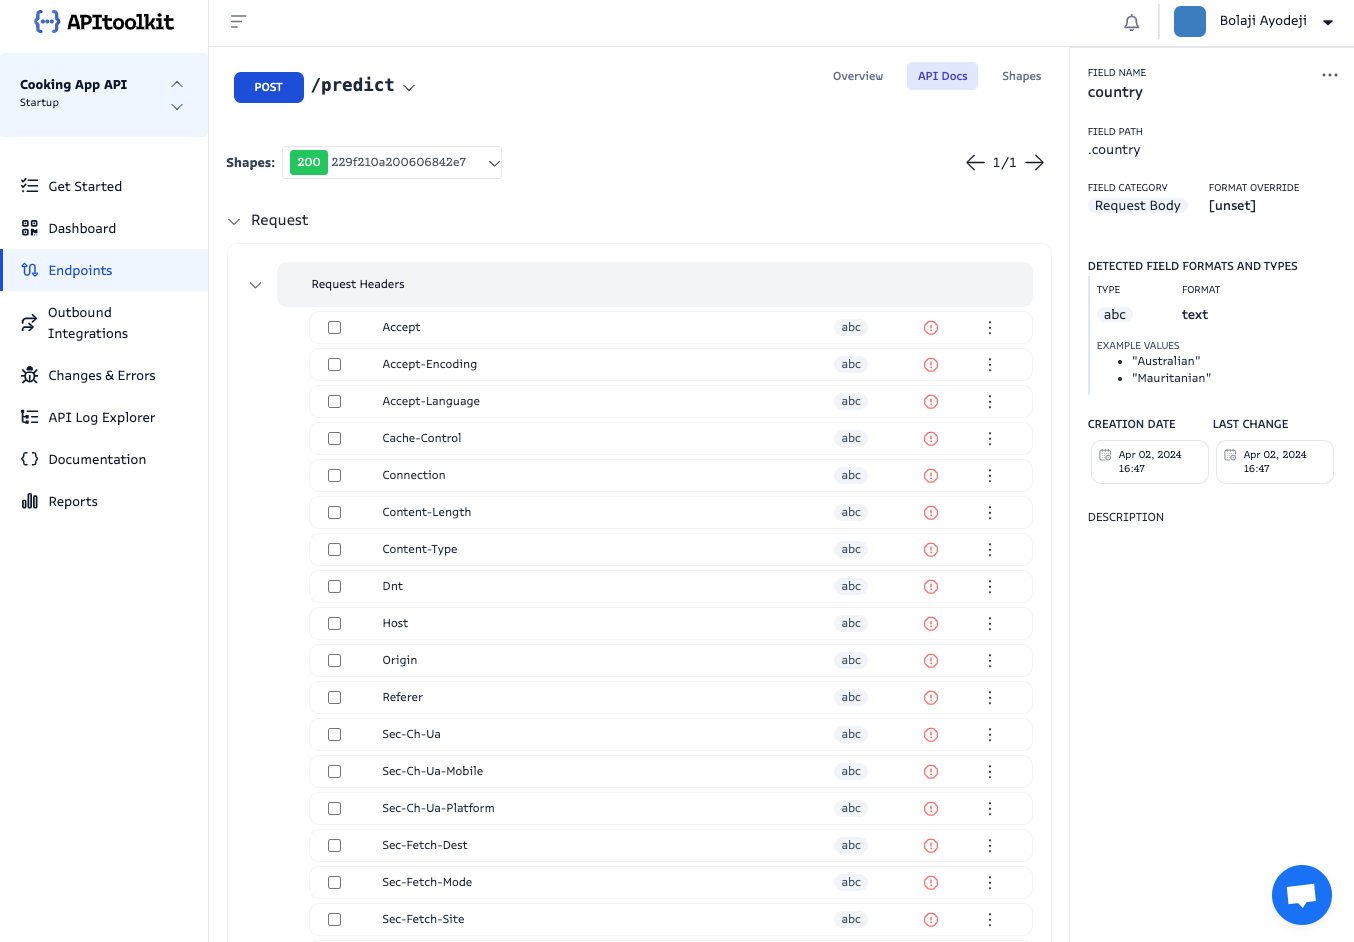 APItoolkit
Bolaji Ayodeji
Cooking App API
Startup
Get Started
Dashboard
Endpoints
Outbound
Integrations
Changes & Errors
API Log Explorer
Documentation
Reports
POST /predict
Overview API Docs Shapes
Shapes: 200 229f210a200606842e7
1/1
Request
Request Headers
Accept abc
Accept-Encoding abc
Accept-Language abc
Cache-Control abc
Connection abc
Content-Length abc
Content-Type abc
Dnt abc
Host abc
Origin abc
Referer abc
Sec-Ch-Ua abc
Sec-Ch-Ua-Mobile abc
Sec-Ch-Ua-Platform abc
Sec-Fetch-Dest abc
Sec-Fetch-Mode abc
Sec-Fetch-Site abc
FIELD NAME
country
FIELD PATH
.country
FIELD CATEGORY FORMAT OVERRIDE
Request Body [unset]
DETECTED FIELD FORMATS AND TYPES
TYPE FORMAT
abc text
EXAMPLE VALUES
• "Australian"
• "Mauritanian"
CREATION DATE LAST CHANGE
Apr 02, 2024 Apr 02, 2024
16:47 16:47
DESCRIPTION